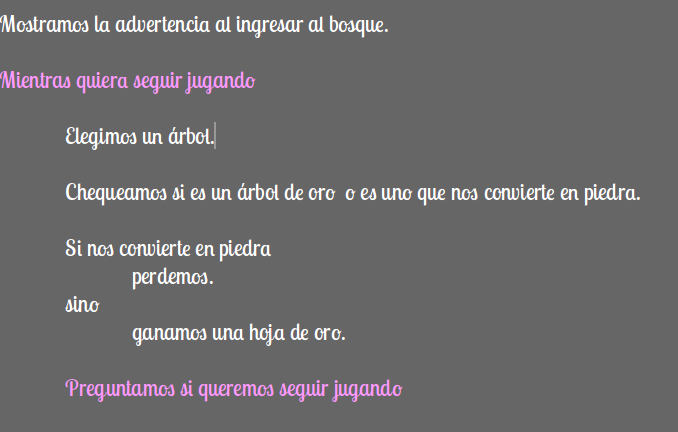 Mostramos la advertencia al ingresar al bosque.
Mientras quiera seguir jugando
Elegimos un árbol.
Chequeamos si es un árbol de oro o es uno que nos convierte en piedra.
Si nos convierte en piedra
perdemos.
sino
ganamos una hoja de oro.
Preguntamos si queremos seguir jugando